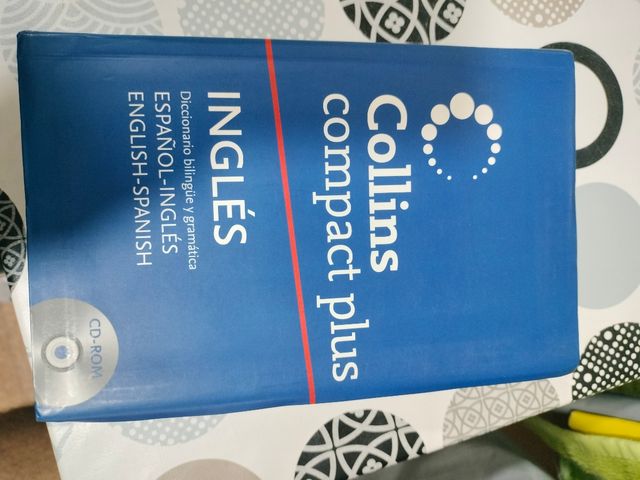 Collins
compact plus
INGLÉS
Diccionario bilingüe y gramática
ESPAÑOL-INGLÉS
ENGLISH-SPANISH
CD-ROM